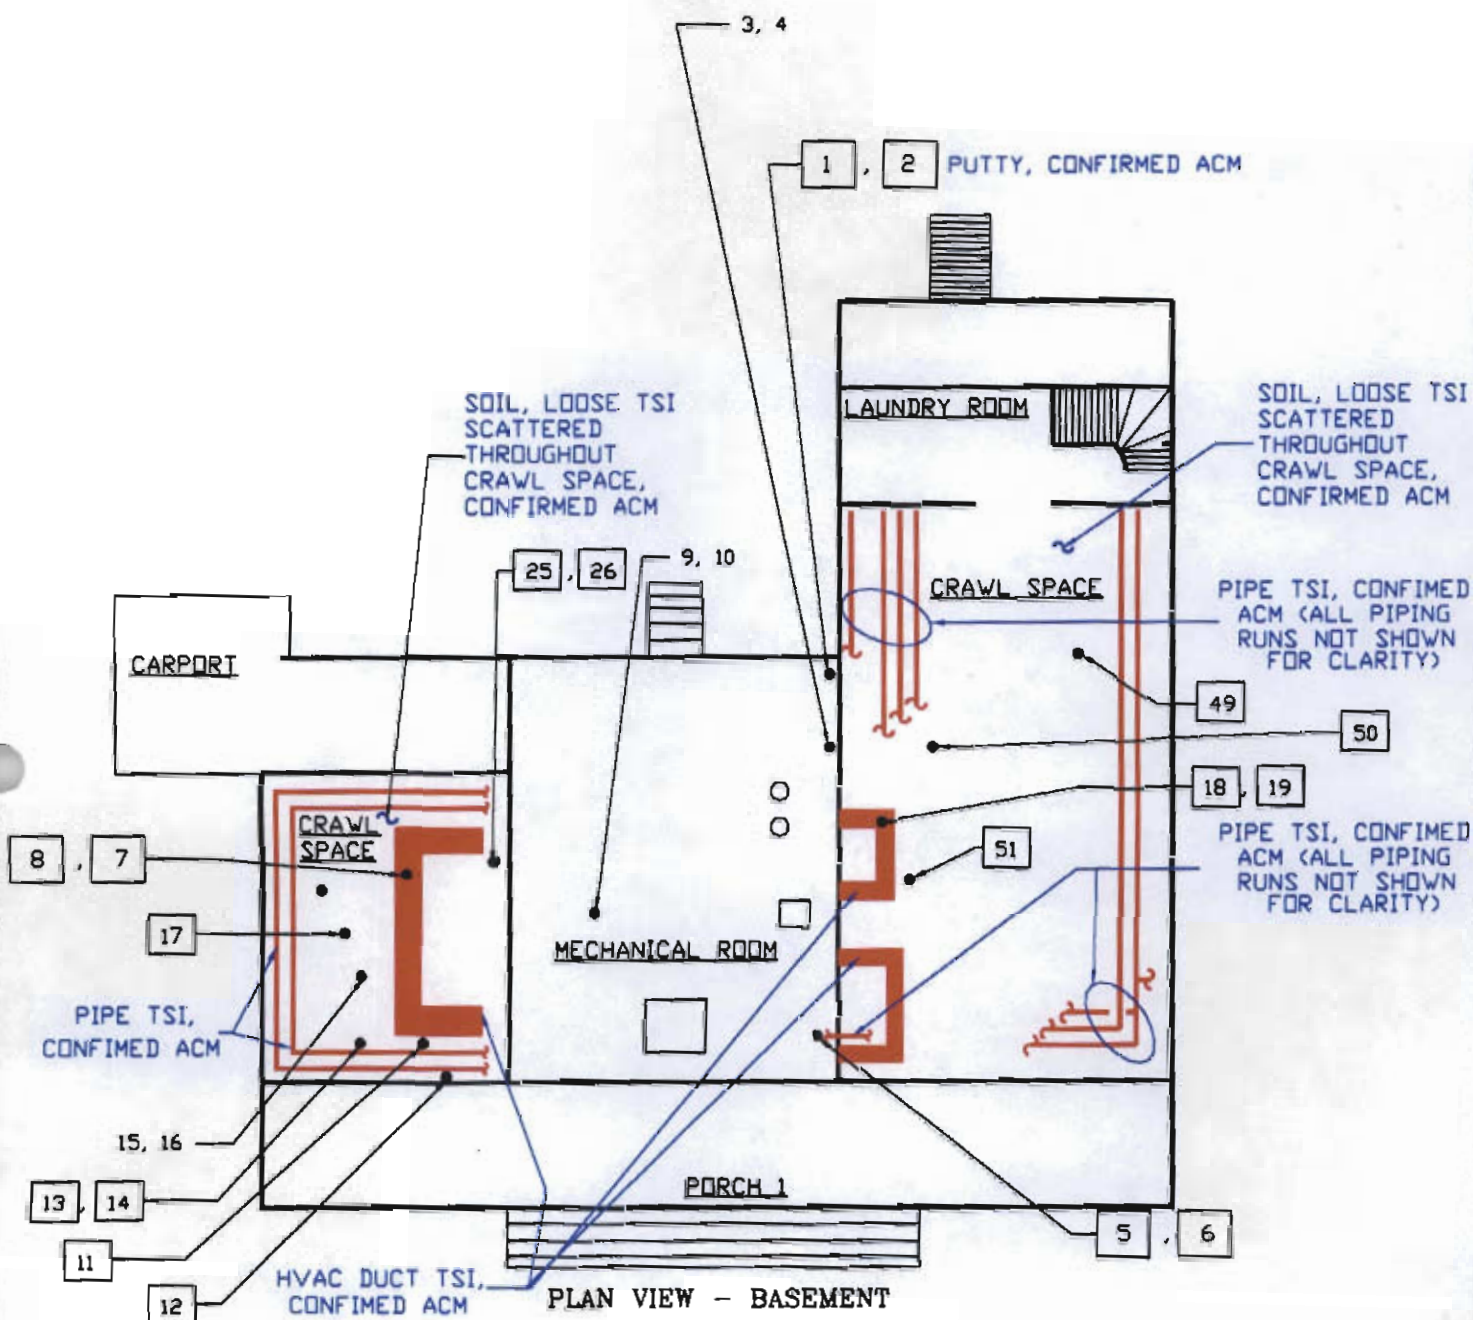 3, 4
1 , 2 PUTTY, CONFIRMED ACM
SOIL, LOOSE TSI
SCATTERED
THROUGHOUT
CRAWL SPACE,
CONFIRMED ACM
LAUNDRY ROOM
SOIL, LOOSE TSI
SCATTERED
THROUGHOUT
CRAWL SPACE,
CONFIRMED ACM
25 , 26
9, 10
CRAWL SPACE
PIPE TSI, CONFIMED
ACM (ALL PIPING
RUNS NOT SHOWN
FOR CLARITY)
CARPORT
49
50
18 , 19
CRAWL
SPACE
8 , 7
51
PIPE TSI, CONFIMED
ACM (ALL PIPING
RUNS NOT SHOWN
FOR CLARITY)
17
MECHANICAL ROOM
PIPE TSI,
CONFIMED ACM
15, 16
13, 14
PORCH 1
5 , 6
11
12
HVAC DUCT TSI,
CONFIMED ACM
PLAN VIEW - BASEMENT